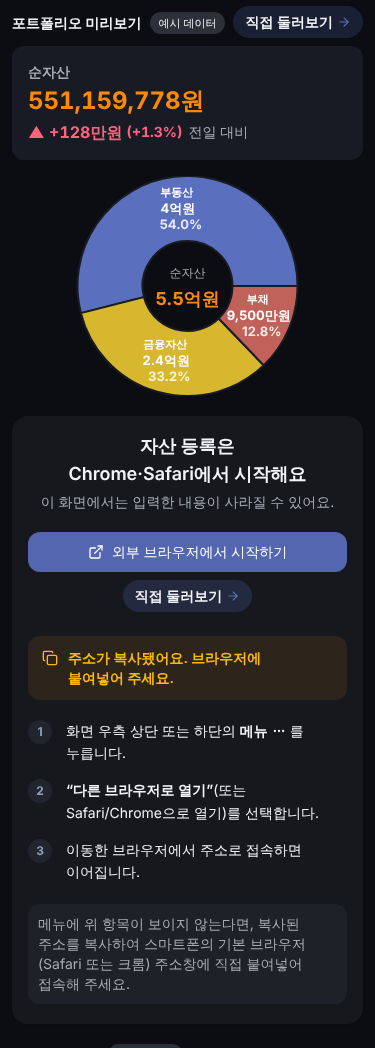 포트폴리오 미리보기 예시 데이터 직접 둘러보기 →
순자산
551,159,778원
▲ +128만원 (+1.3%) 전일 대비
부동산
4억원
54.0%
순자산
5.5억원
부채
9,500만원
12.8%
금융자산
2.4억원
33.2%
자산 등록은
Chrome·Safari에서 시작해요
이 화면에서는 입력한 내용이 사라질 수 있어요.
외부 브라우저에서 시작하기
직접 둘러보기 →
주소가 복사됐어요. 브라우저에
붙여넣어 주세요.
1 화면 우측 상단 또는 하단의 메뉴 ··· 를
누릅니다.
2 “다른 브라우저로 열기”(또는
Safari/Chrome으로 열기)를 선택합니다.
3 이동한 브라우저에서 주소로 접속하면
이어집니다.
메뉴에 위 항목이 보이지 않는다면, 복사된
주소를 복사하여 스마트폰의 기본 브라우저
(Safari 또는 크롬) 주소창에 직접 붙여넣어
접속해 주세요.